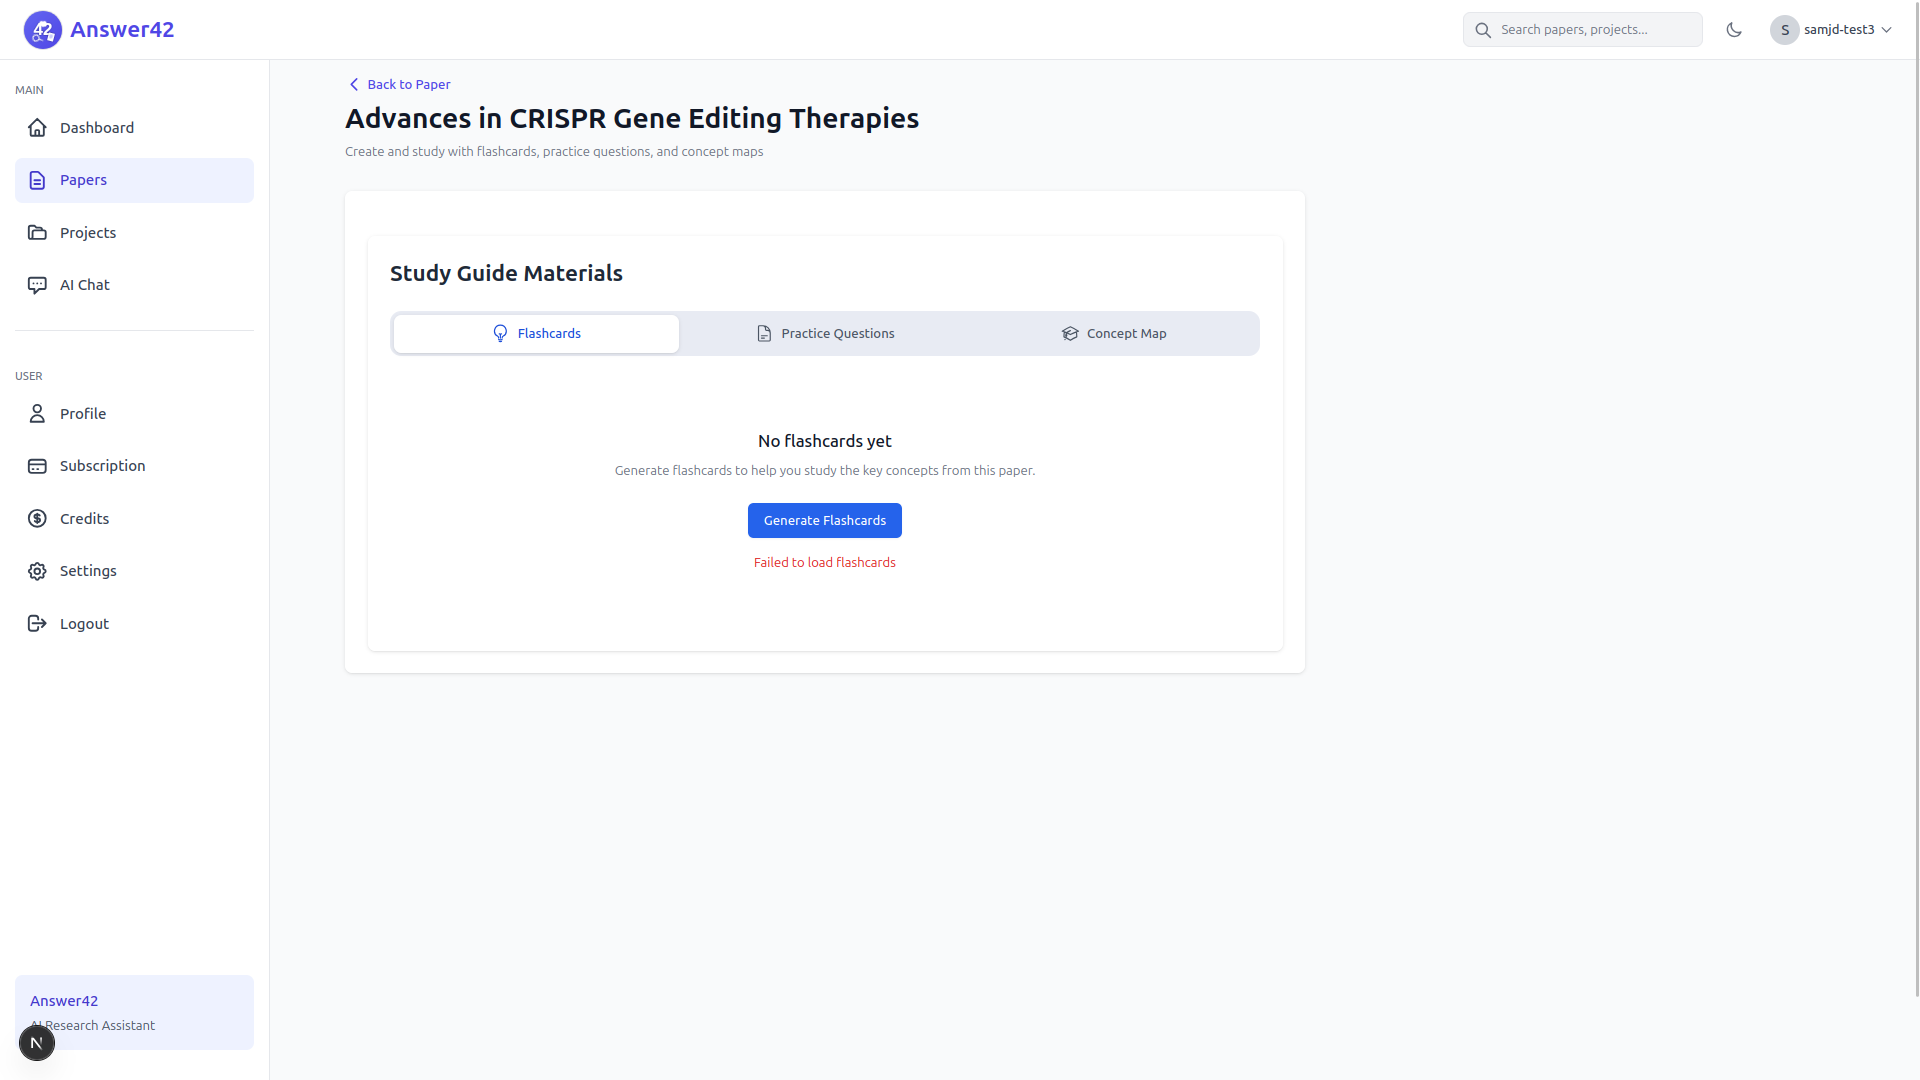 42
Answer42
Search papers, projects...
S
samjd-test3
MAIN
Dashboard
Papers
Projects
AI Chat
USER
Profile
Subscription
Credits
Settings
Logout
Answer42
AI Research Assistant
N
Back to Paper
Advances in CRISPR Gene Editing Therapies
Create and study with flashcards, practice questions, and concept maps
Study Guide Materials
Flashcards
Practice Questions
Concept Map
No flashcards yet
Generate flashcards to help you study the key concepts from this paper.
Generate Flashcards
Failed to load flashcards